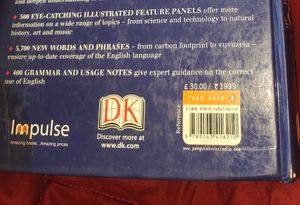 500 EYE-CATCHING ILLUSTRATED FEATURE PANELS offer
more information on a wide range of topics – from science and technology to natural
history, art and music
5,700 NEW WORDS AND PHRASES – from carbon footprint to vuvuzela –
ensure up-to-date coverage of the English language
400 GRAMMAR AND USAGE NOTES give expert guidance on the correct
use of English
Impulse
Amazing books . Amazing prices
DK
Discover more at
www.dk.com
Reference
£ 30.00 / ₹ 1999
read more
www.penguinbooksindia.com